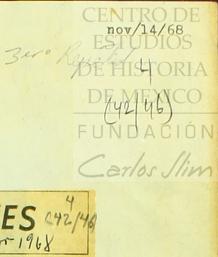 CENTRO DE
nov/14/68
ESTUDIOS
DE HISTORIA
4
DE MEXICO
(42/46)
FUNDACIÓN
Carlos Slim
4
ES (42/46)
1968